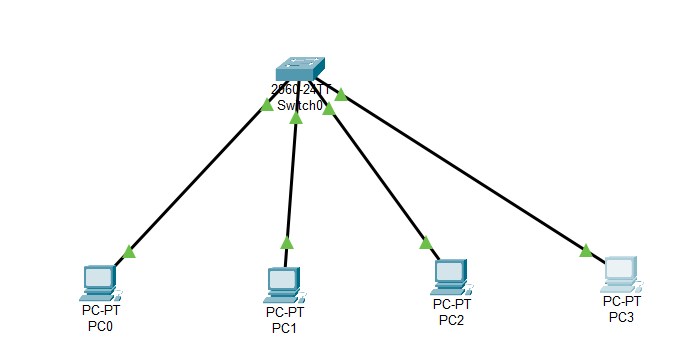 2960-24TT
Switch0
PC-PT
PC0
PC-PT
PC1
PC-PT
PC2
PC-PT
PC3